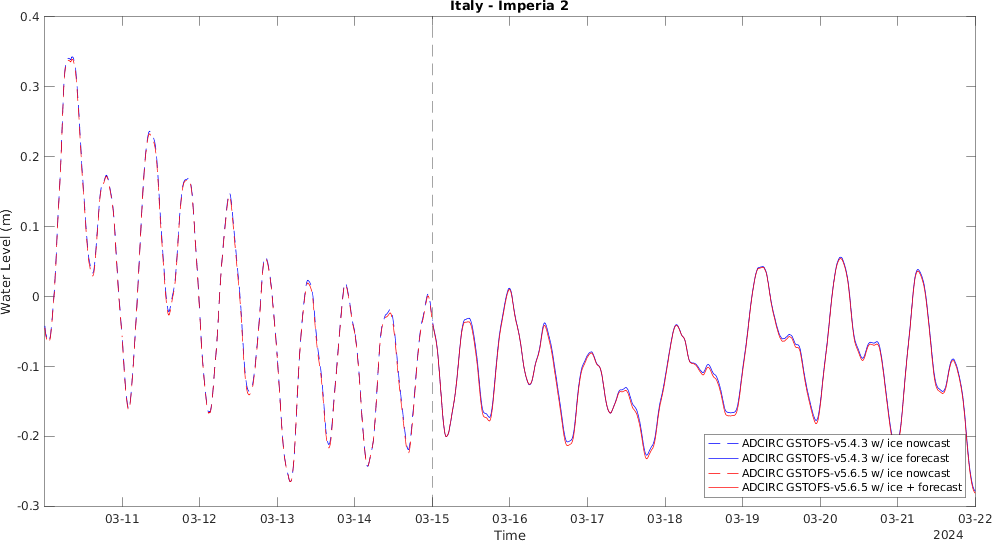 Italy - Imperia 2
0.4
0.3
0.2
0.1
0
-0.1
-0.2
-0.3
Water Level (m)
ADCIRC GSTOFS-v5.4.3 w/ ice nowcast
ADCIRC GSTOFS-v5.4.3 w/ ice forecast
ADCIRC GSTOFS-v5.6.5 w/ ice nowcast
ADCIRC GSTOFS-v5.6.5 w/ ice + forecast
03-11 03-12 03-13 03-14 03-15 03-16 03-17 03-18 03-19 03-20 03-21 03-22
Time
2024